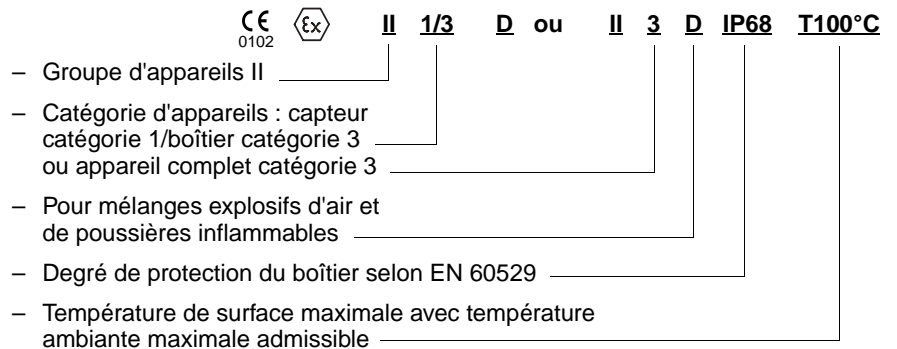 CE 0102 Ex II 1/3 D ou II 3 D IP68 T100°C
– Groupe d'appareils II
– Catégorie d'appareils : capteur
catégorie 1/boîtier catégorie 3
ou appareil complet catégorie 3
– Pour mélanges explosifs d'air et
de poussières inflammables
– Degré de protection du boîtier selon EN 60529
– Température de surface maximale avec température
ambiante maximale admissible